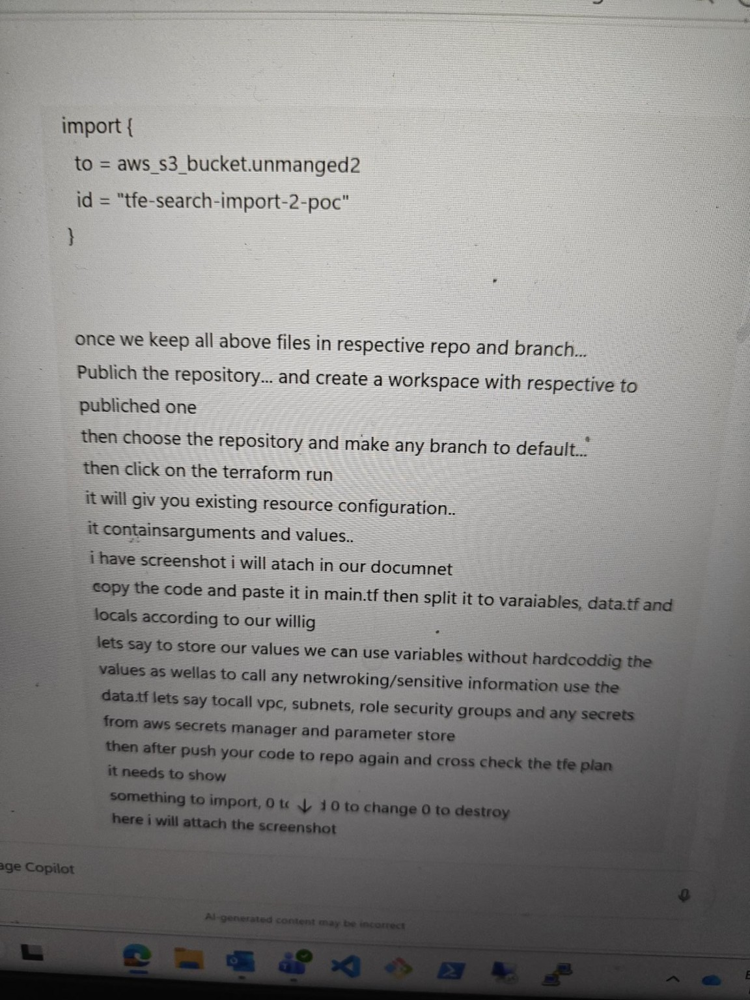 import {
to = aws_s3_bucket.unmanged2
id = "tfe-search-import-2-poc"
}
once we keep all above files in respective repo and branch...
Publich the repository... and create a workspace with respective to
publiched one
then choose the repository and make any branch to default...
then click on the terraform run
it will giv you existing resource configuration..
it containsarguments and values..
i have screenshot i will atach in our documnet
copy the code and paste it in main.tf then split it to varaiables, data.tf and
locals according to our willig
lets say to store our values we can use variables without hardcoddig the
values as wellas to call any netwroking/sensitive information use the
data.tf lets say tocall vpc, subnets, role security groups and any secrets
from aws secrets manager and parameter store
then after push your code to repo again and cross check the tfe plan
it needs to show
something to import, 0 0 to change 0 to destroy
here i will attach the screenshot
Copilot
AI-generated content may be incorrect